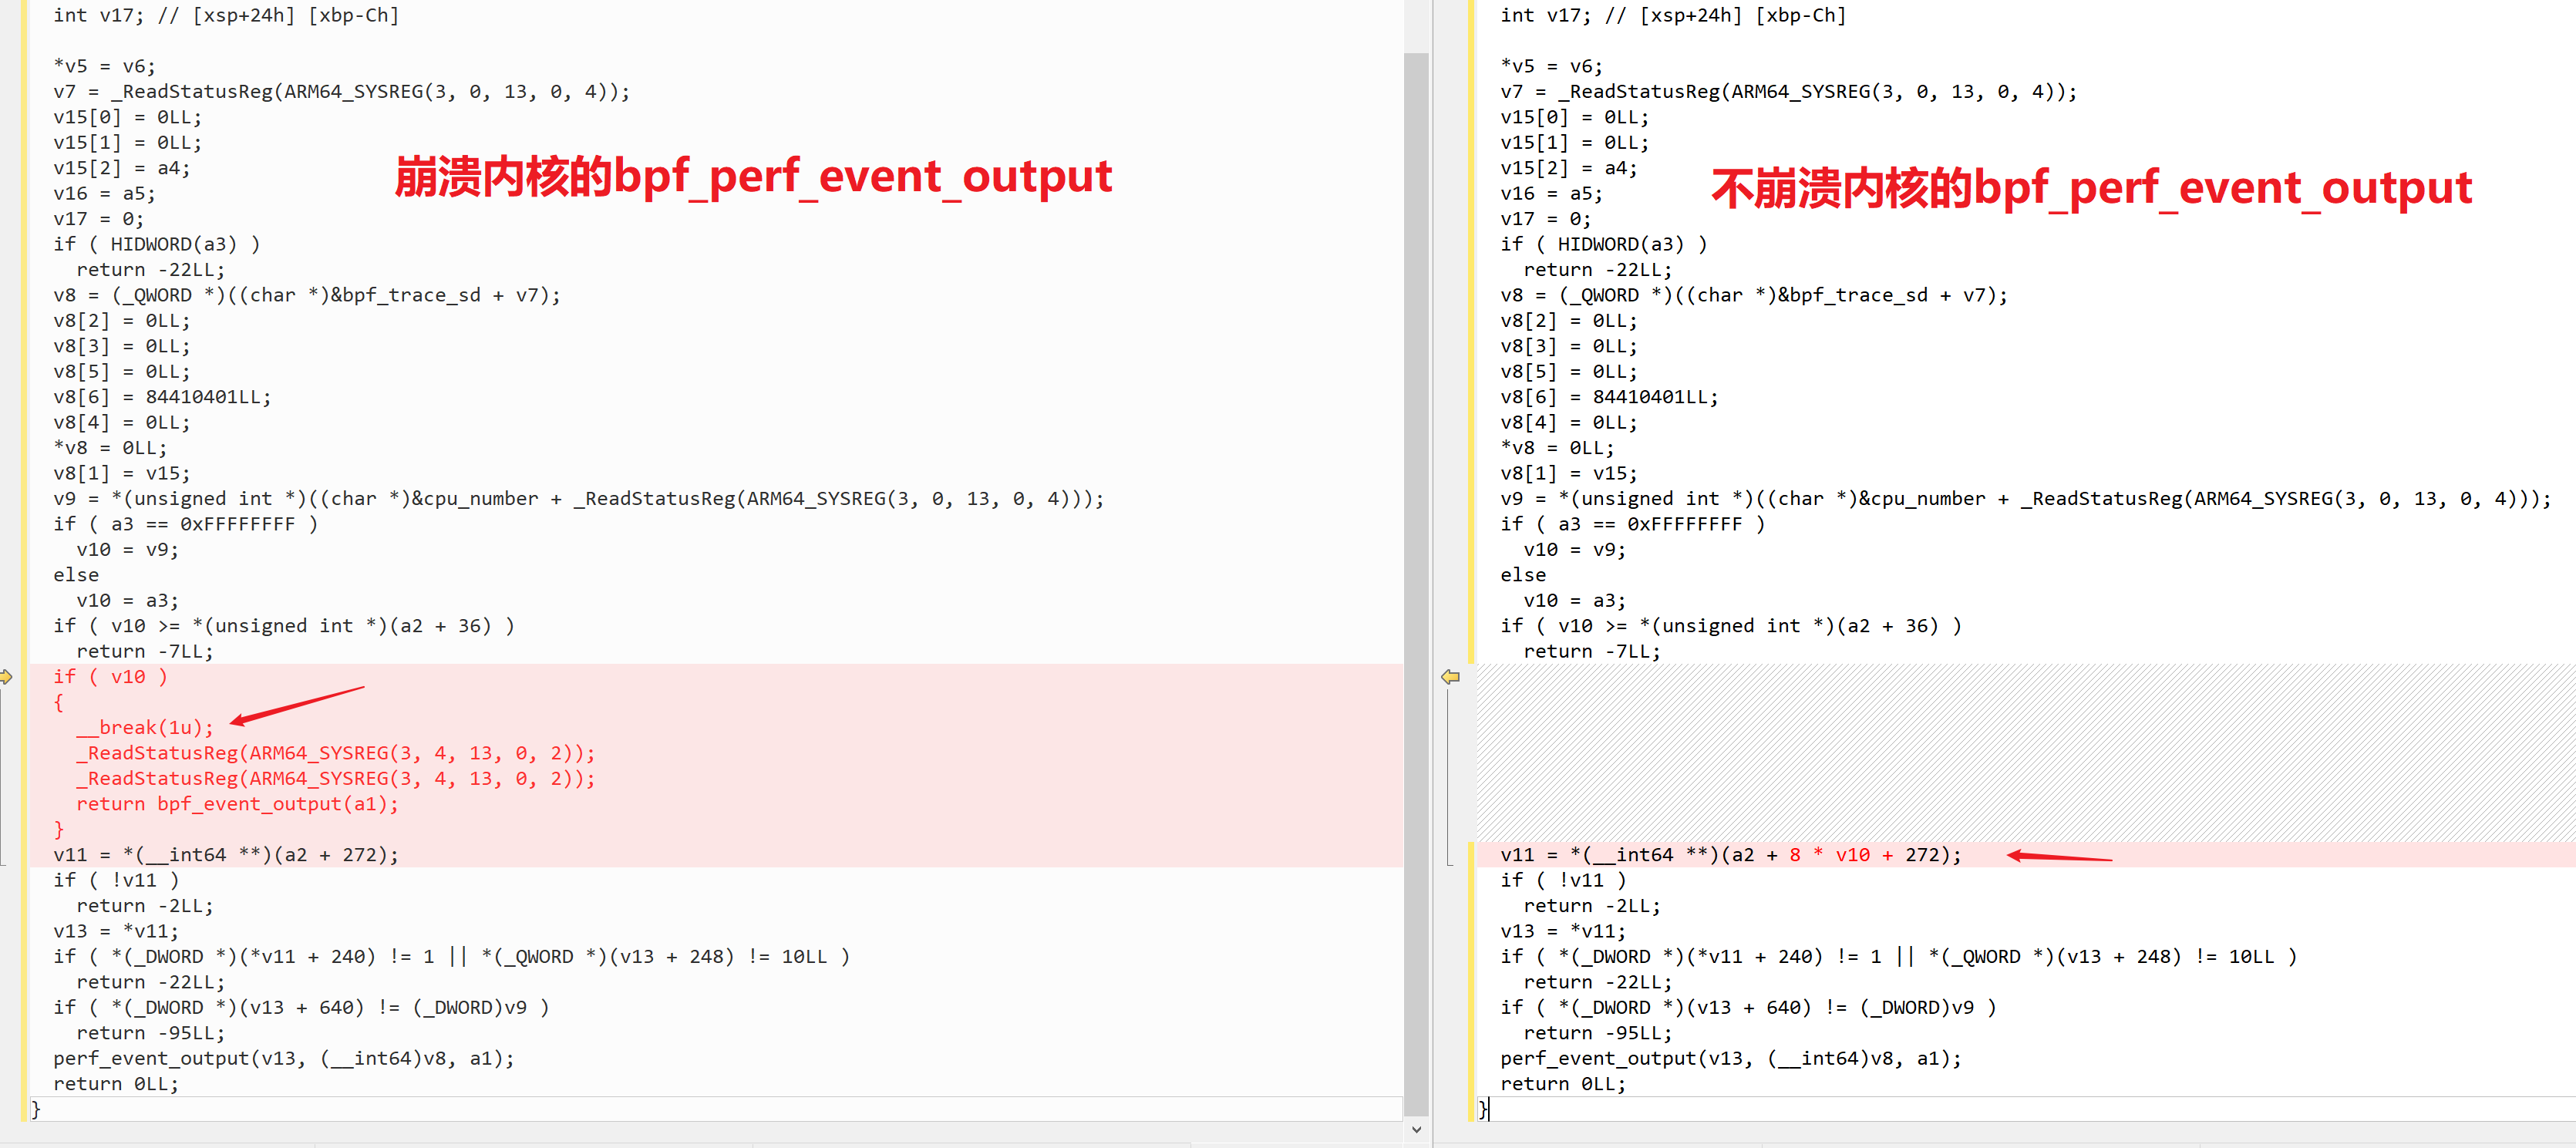 int v17; // [xsp+24h] [xbp-Ch]
*v5 = v6;
v7 = _ReadStatusReg(ARM64_SYSREG(3, 0, 13, 0, 4));
v15[0] = 0LL;
v15[1] = 0LL;
v15[2] = a4;
v16 = a5;
v17 = 0;
if ( HIDWORD(a3) )
return -22LL;
v8 = (_QWORD *)((char *)&bpf_trace_sd + v7);
v8[2] = 0LL;
v8[3] = 0LL;
v8[5] = 0LL;
v8[6] = 84410401LL;
v8[4] = 0LL;
*v8 = 0LL;
v8[1] = v15;
v9 = *(unsigned int *)((char *)&cpu_number + _ReadStatusReg(ARM64_SYSREG(3, 0, 13, 0, 4)));
if ( a3 == 0xFFFFFFFF )
v10 = v9;
else
v10 = a3;
if ( v10 >= *(unsigned int *)(a2 + 36) )
return -7LL;
if ( v10 )
{
__break(1u);
_ReadStatusReg(ARM64_SYSREG(3, 4, 13, 0, 2));
_ReadStatusReg(ARM64_SYSREG(3, 4, 13, 0, 2));
return bpf_event_output(a1);
}
v11 = *(__int64 **)(a2 + 272);
if ( !v11 )
return -2LL;
v13 = *v11;
if ( *(_DWORD *)(*v11 + 240) != 1 || *(_QWORD *)(v13 + 248) != 10LL )
return -22LL;
if ( *(_DWORD *)(v13 + 640) != (_DWORD)v9 )
return -95LL;
perf_event_output(v13, (__int64)v8, a1);
return 0LL;
}
崩溃内核的bpf_perf_event_output
int v17; // [xsp+24h] [xbp-Ch]
*v5 = v6;
v7 = _ReadStatusReg(ARM64_SYSREG(3, 0, 13, 0, 4));
v15[0] = 0LL;
v15[1] = 0LL;
v15[2] = a4;
v16 = a5;
v17 = 0;
if ( HIDWORD(a3) )
return -22LL;
v8 = (_QWORD *)((char *)&bpf_trace_sd + v7);
v8[2] = 0LL;
v8[3] = 0LL;
v8[5] = 0LL;
v8[6] = 84410401LL;
v8[4] = 0LL;
*v8 = 0LL;
v8[1] = v15;
v9 = *(unsigned int *)((char *)&cpu_number + _ReadStatusReg(ARM64_SYSREG(3, 0, 13, 0, 4)));
if ( a3 == 0xFFFFFFFF )
v10 = v9;
else
v10 = a3;
if ( v10 >= *(unsigned int *)(a2 + 36) )
return -7LL;
v11 = *(__int64 **)(a2 + 8 * v10 + 272);
if ( !v11 )
return -2LL;
v13 = *v11;
if ( *(_DWORD *)(*v11 + 240) != 1 || *(_QWORD *)(v13 + 248) != 10LL )
return -22LL;
if ( *(_DWORD *)(v13 + 640) != (_DWORD)v9 )
return -95LL;
perf_event_output(v13, (__int64)v8, a1);
return 0LL;
}
不崩溃内核的bpf_perf_event_output